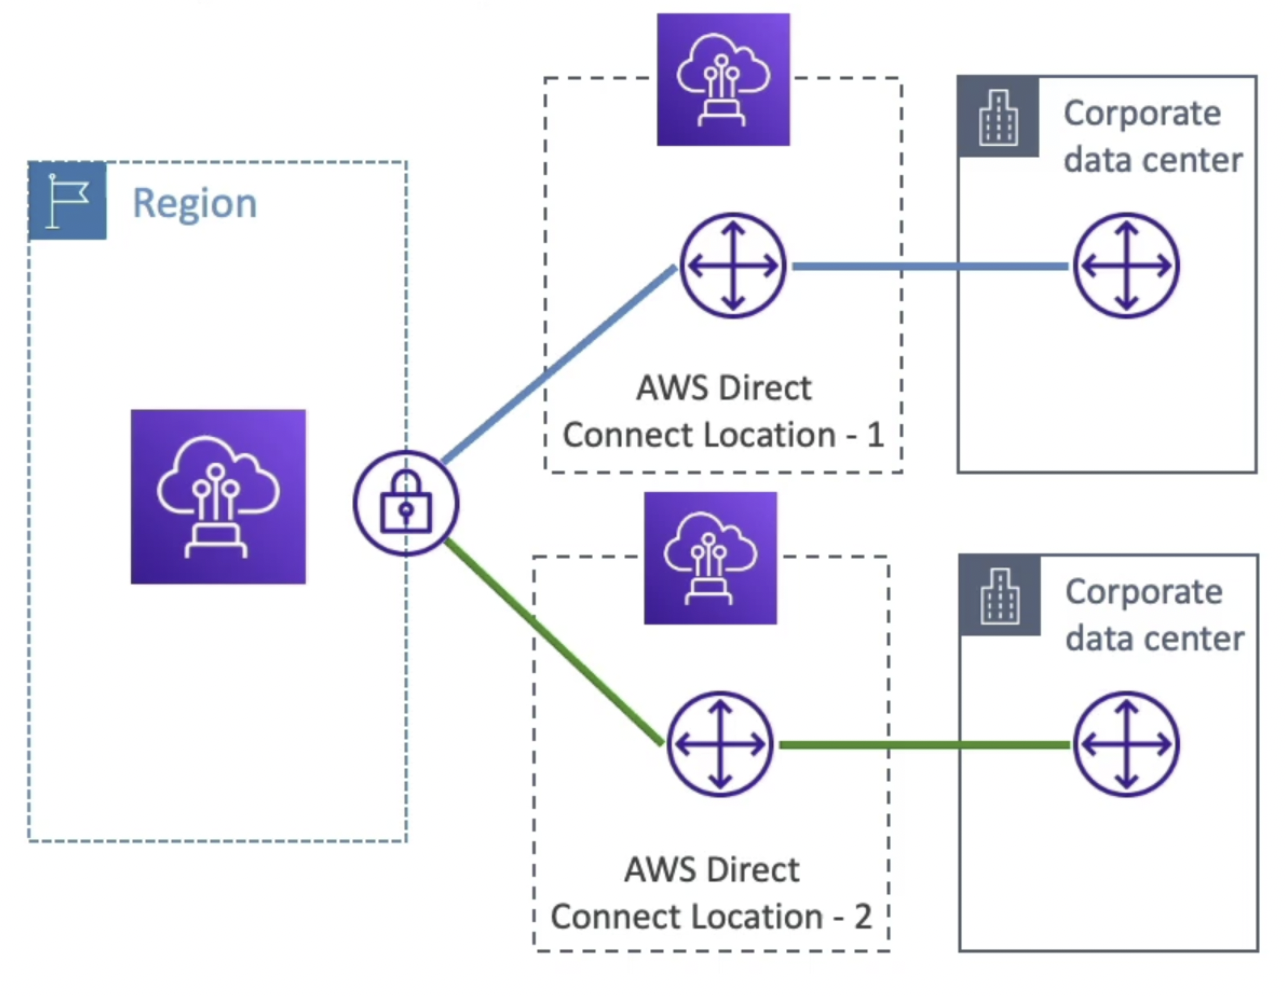 Region
AWS Direct
Connect Location - 1
Corporate
data center
AWS Direct
Connect Location - 2
Corporate
data center